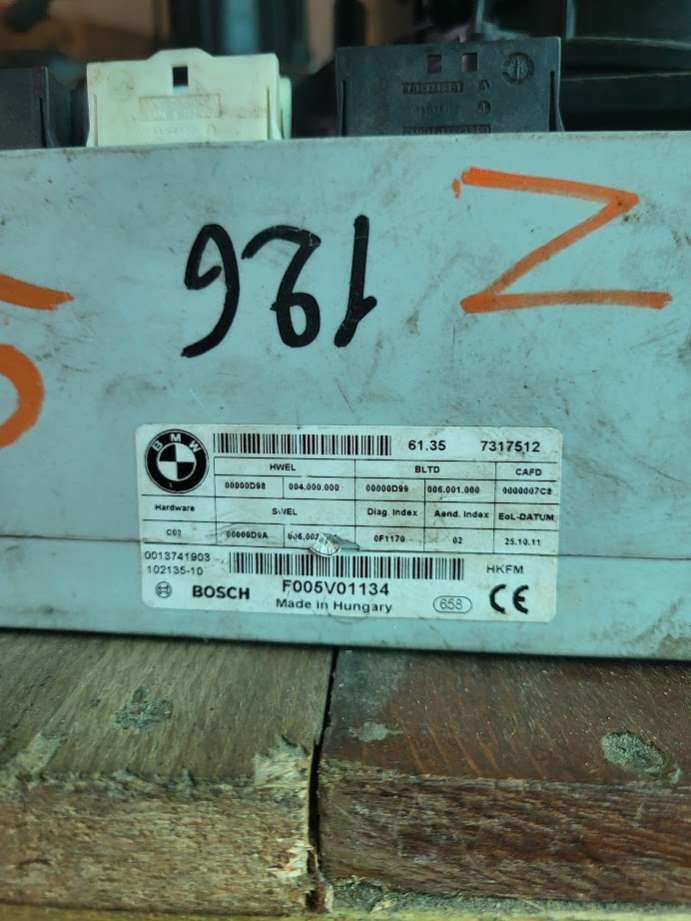 126
N
BMW
61.35 7317512
HWEL BLTD CAFD
00000D98 004.000.000 00000D99 006.001.000 0000007C8
Hardware SWEL Diag. Index Aend. Index EoL-DATUM
C02 00000D9A 0F1170 02 25.10.11
0013741903
102135-10
HKFM
BOSCH F005V01134
Made in Hungary
658 CE